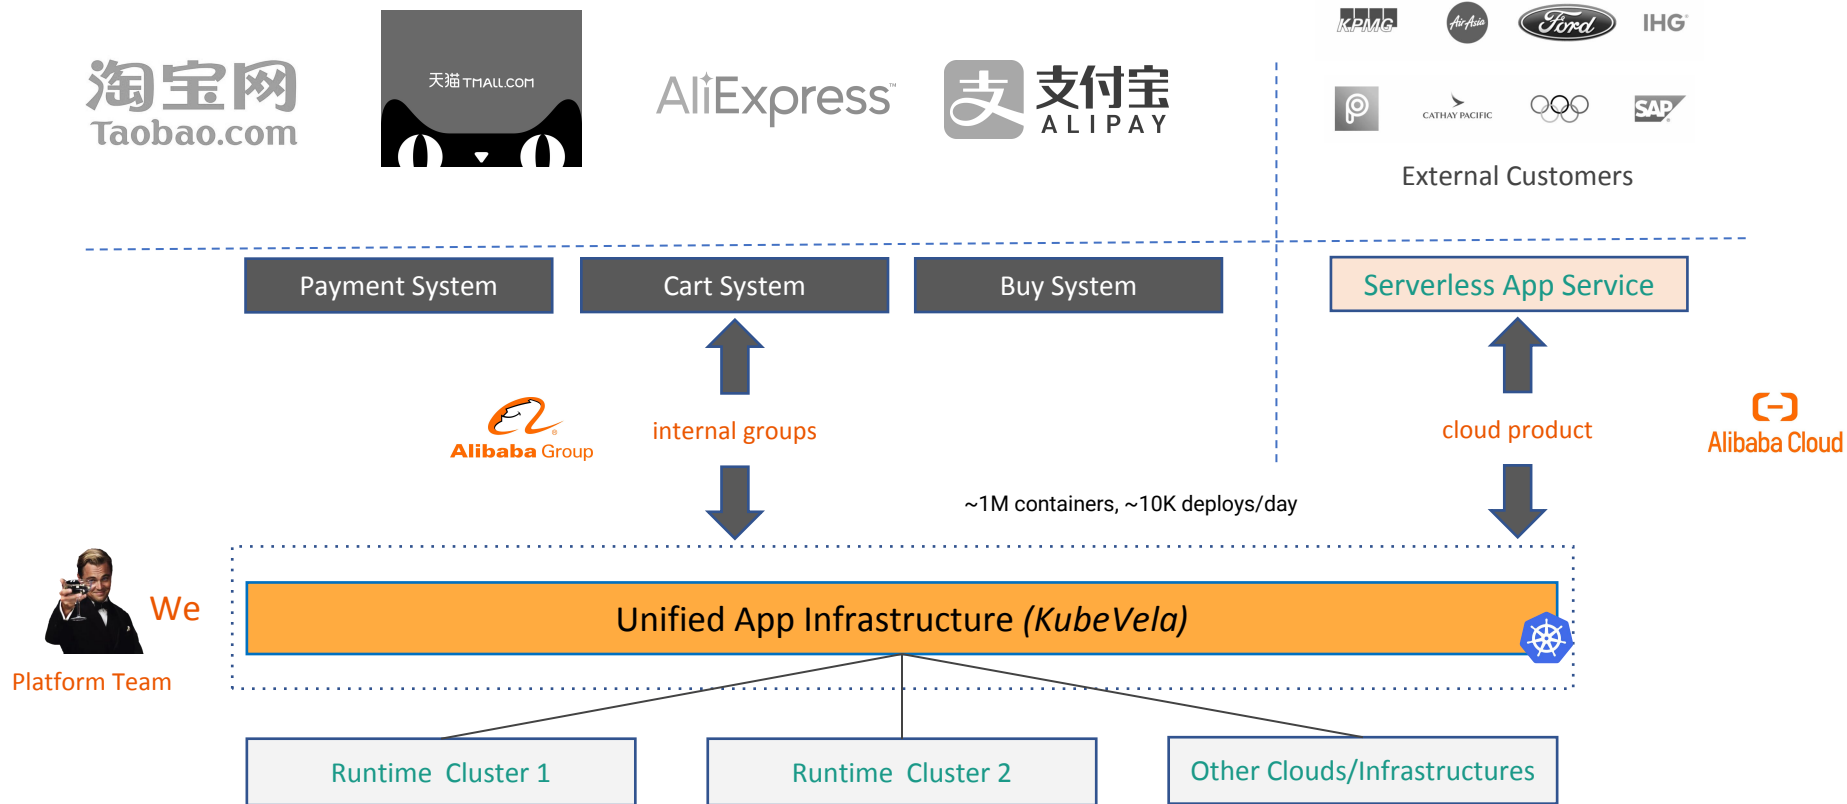 淘宝网
Taobao.com
天猫 TMALL.COM
AliExpress™
支
支付宝
ALIPAY
KPMG
AirAsia
Ford
IHG
CATHAY PACIFIC
SAP
External Customers
Payment System
Cart System
Buy System
Serverless App Service
Alibaba Group
internal groups
cloud product
Alibaba Cloud
~1M containers, ~10K deploys/day
We
Platform Team
Unified App Infrastructure (KubeVela)
Runtime Cluster 1
Runtime Cluster 2
Other Clouds/Infrastructures